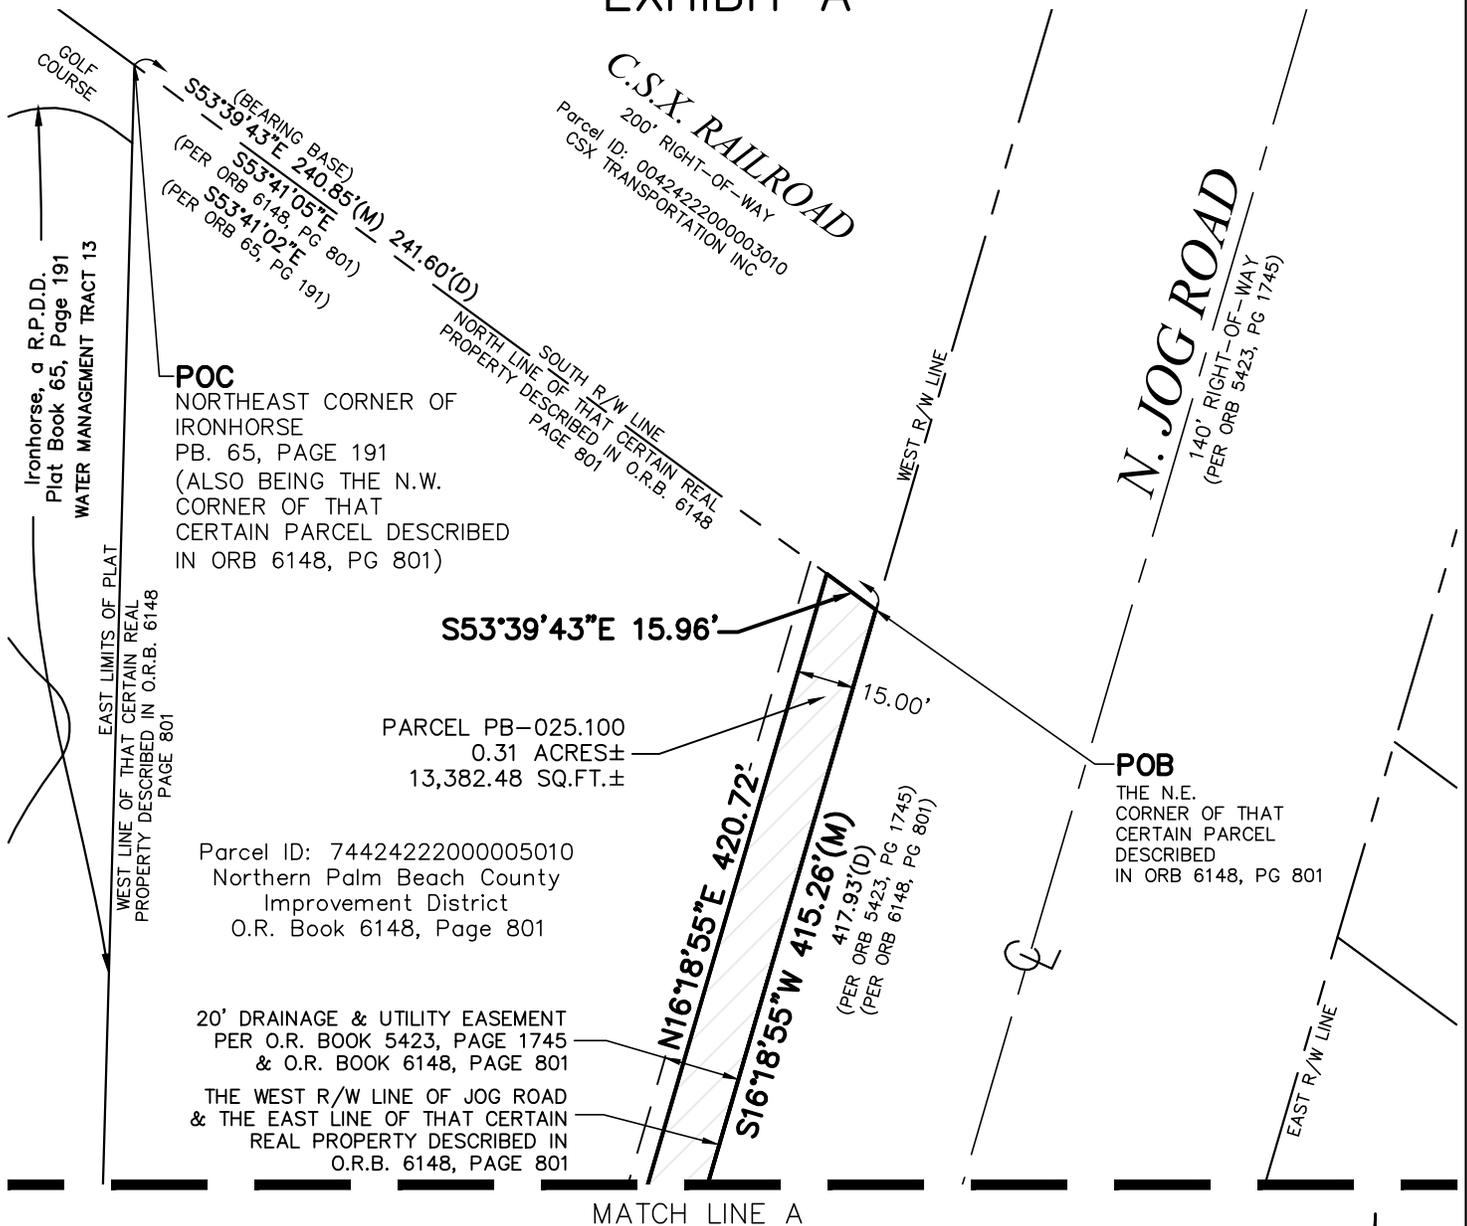 EXHIBIT A
GOLF
COURSE
(BEARING BASE)
S53°39'43"E 240.85'(M) 241.60'(D)
S53°41'05"E
(PER ORB 6148, PG 801)
S53°41'02"E
(PER ORB 65, PG 191)
C.S.X. RAILROAD
200' RIGHT-OF-WAY
Parcel ID: 00424222000003010
CSX TRANSPORTATION INC
N. JOG ROAD
140' RIGHT-OF-WAY
(PER ORB 5423, PG 1745)
Ironhorse, a R.P.D.D.
Plat Book 65, Page 191
WATER MANAGEMENT TRACT 13
POC
NORTHEAST CORNER OF
IRONHORSE
PB. 65, PAGE 191
(ALSO BEING THE N.W.
CORNER OF THAT
CERTAIN PARCEL DESCRIBED
IN ORB 6148, PG 801)
SOUTH R/W LINE
NORTH LINE OF THAT CERTAIN REAL
PROPERTY DESCRIBED IN O.R.B. 6148
PAGE 801
WEST R/W LINE
EAST LIMITS OF PLAT
WEST LINE OF THAT CERTAIN REAL
PROPERTY DESCRIBED IN O.R.B. 6148
PAGE 801
S53°39'43"E 15.96'
15.00'
PARCEL PB-025.100
0.31 ACRES±
13,382.48 SQ.FT.±
POB
THE N.E.
CORNER OF THAT
CERTAIN PARCEL
DESCRIBED
IN ORB 6148, PG 801
Parcel ID: 74424222000005010
Northern Palm Beach County
Improvement District
O.R. Book 6148, Page 801
N16°18'55"E 420.72'
S16°18'55"W 415.26'(M)
417.93'(D)
(PER ORB 5423, PG 1745)
(PER ORB 6148, PG 801)
CL
20' DRAINAGE & UTILITY EASEMENT
PER O.R. BOOK 5423, PAGE 1745
& O.R. BOOK 6148, PAGE 801
THE WEST R/W LINE OF JOG ROAD
& THE EAST LINE OF THAT CERTAIN
REAL PROPERTY DESCRIBED IN
O.R.B. 6148, PAGE 801
EAST R/W LINE
MATCH LINE A